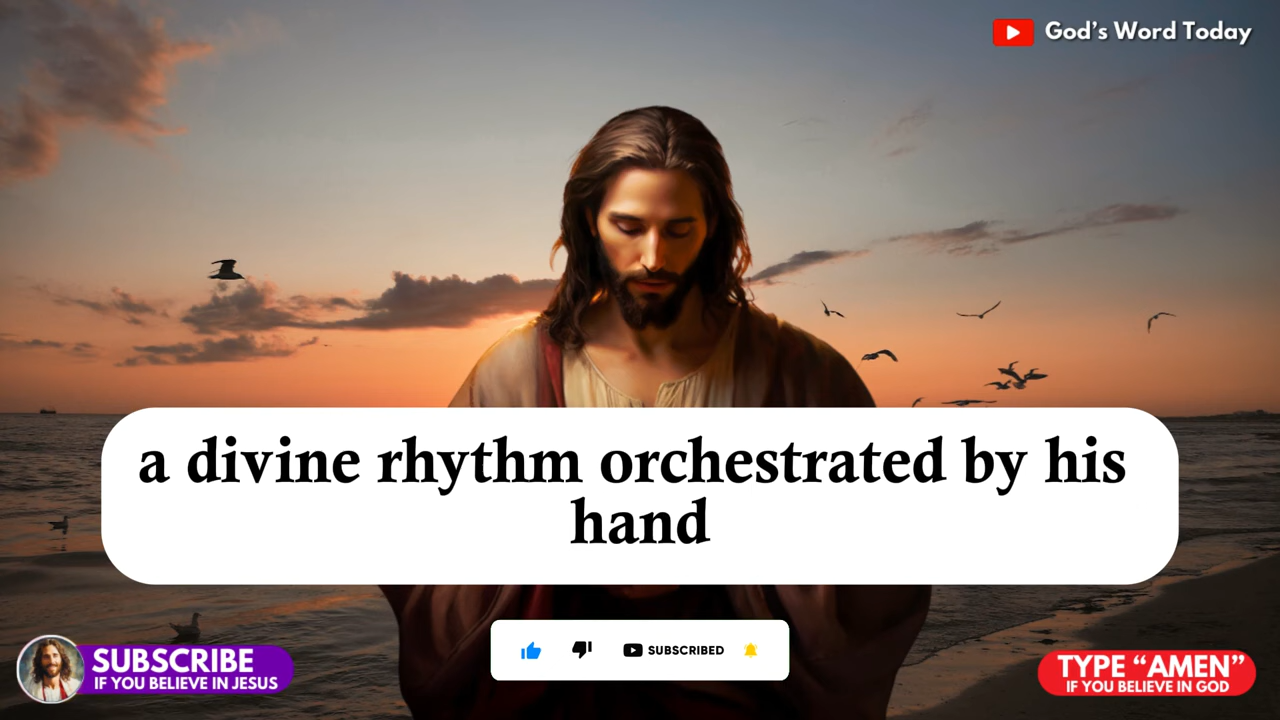 God's Word Today
a divine rhythm orchestrated by his
hand
SUBSCRIBED
SUBSCRIBE
IF YOU BELIEVE IN JESUS
TYPE “AMEN”
IF YOU BELIEVE IN GOD